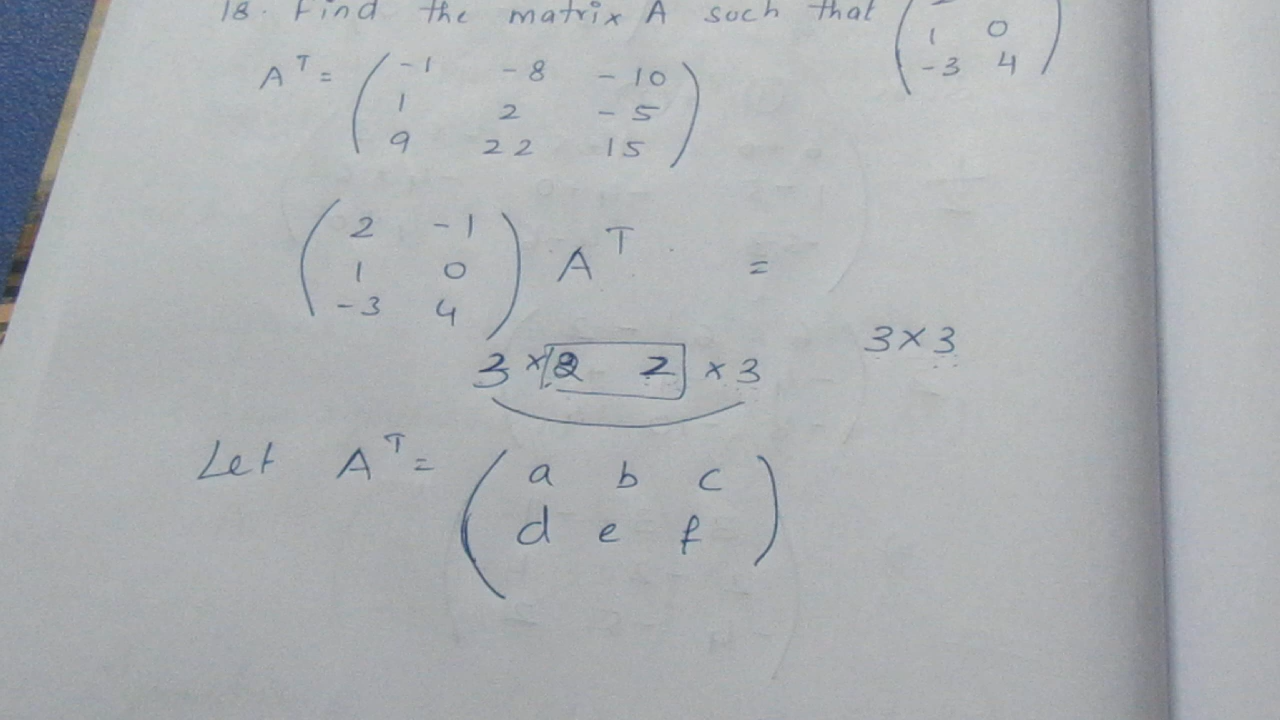 18. Find the matrix A such that
1 0
-3 4
A^T =
-1 -8 -10
1 2 -5
9 22 15
2 -1
1 0
-3 4
A^T =
3 × 2 2 × 3
3 × 3
Let A^T =
a b c
d e f